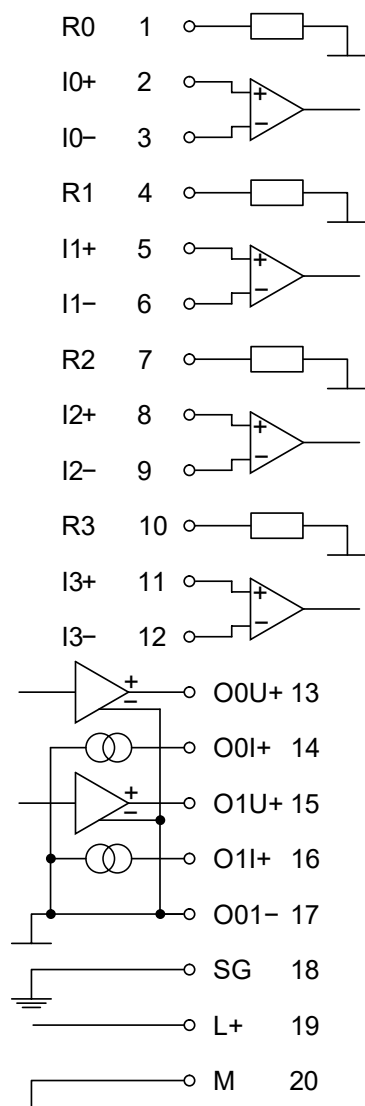 R0 1
I0+ 2
+
I0− 3
−
R1 4
I1+ 5
+
I1− 6
−
R2 7
I2+ 8
+
I2− 9
−
R3 10
I3+ 11
+
I3− 12
−
+ O0U+ 13
−
O0I+ 14
+ O1U+ 15
−
O1I+ 16
O01− 17
SG 18
L+ 19
M 20